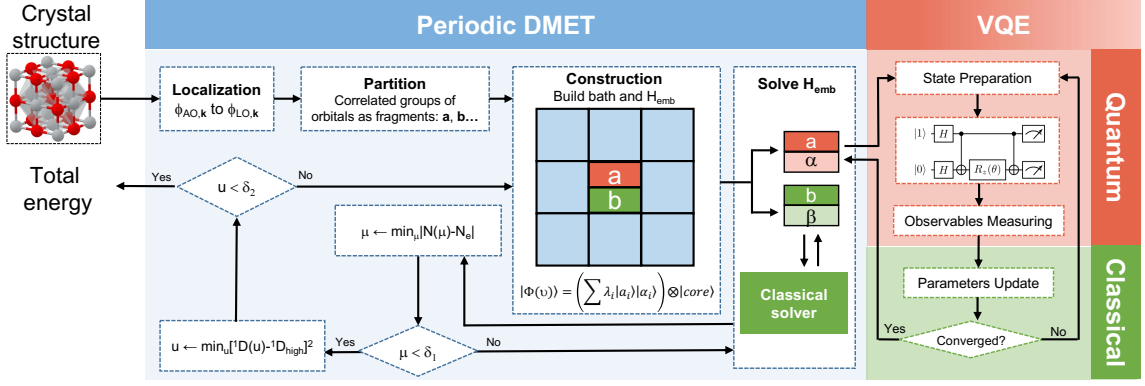 Crystal
structure
Periodic DMET
VQE
Localization
ϕAO,k to ϕLO,k
Partition
Correlated groups of
orbitals as fragments: a, b...
Construction
Build bath and Hemb
a
b
|Φ(υ)⟩ = (∑ λi|ai⟩|αi⟩)⊗|core⟩
Solve Hemb
a
α
b
β
Classical
solver
State Preparation
|1⟩ H
|0⟩ H Rz(θ)
Observables Measuring
Parameters Update
Yes
Converged?
No
Quantum
Classical
Total
energy
Yes
u < δ2
No
μ ← minμ|N(μ)-Ne|
u ← minu[¹D(u)-¹Dhigh]²
Yes
μ < δ1
No